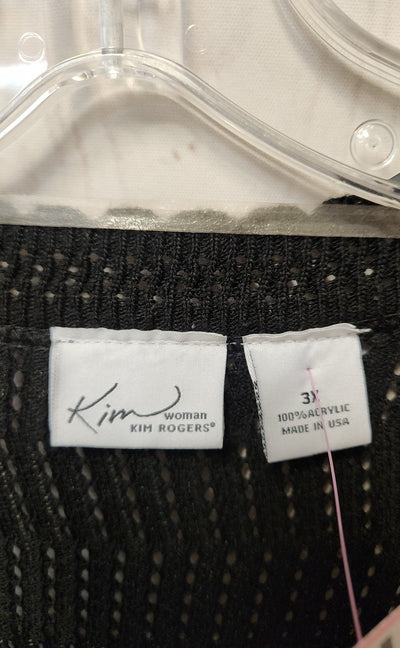 Kim woman
KIM ROGERS®
3X
100% ACRYLIC
MADE IN USA